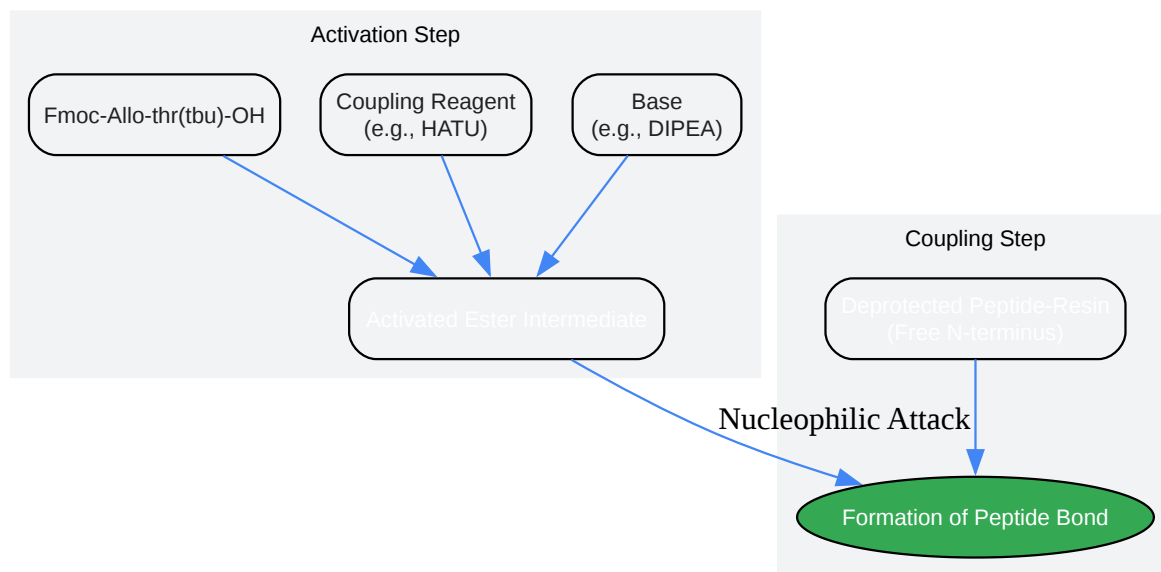 Activation Step
Fmoc-Allo-thr(tbu)-OH
Coupling Reagent
(e.g., HATU)
Base
(e.g., DIPEA)
Activated Ester Intermediate
Coupling Step
Deprotected Peptide-Resin
(Free N-terminus)
Nucleophilic Attack
Formation of Peptide Bond